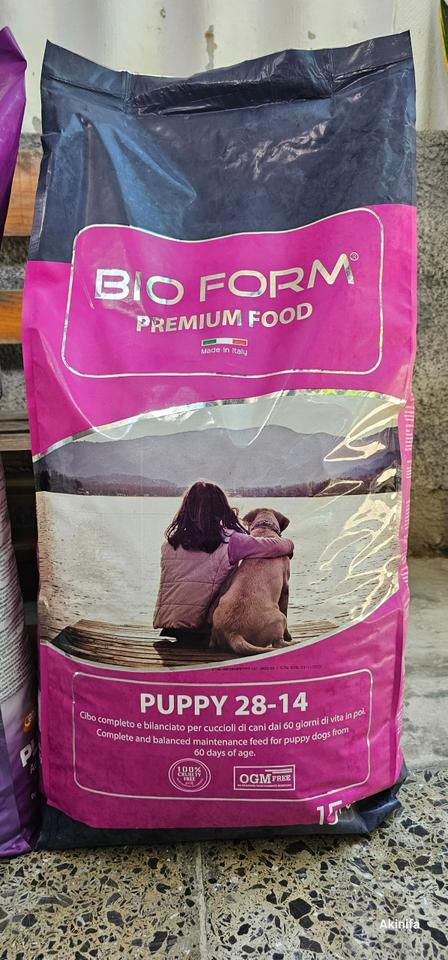 BIO FORM®
PREMIUM FOOD
Made in Italy
PUPPY 28-14
Cibo completo e bilanciato per cuccioli di cani dai 60 giorni di vita in poi.
Complete and balanced maintenance feed for puppy dogs from
60 days of age.
100%
CRUELTY
FREE
OGM FREE
15
Akinifa